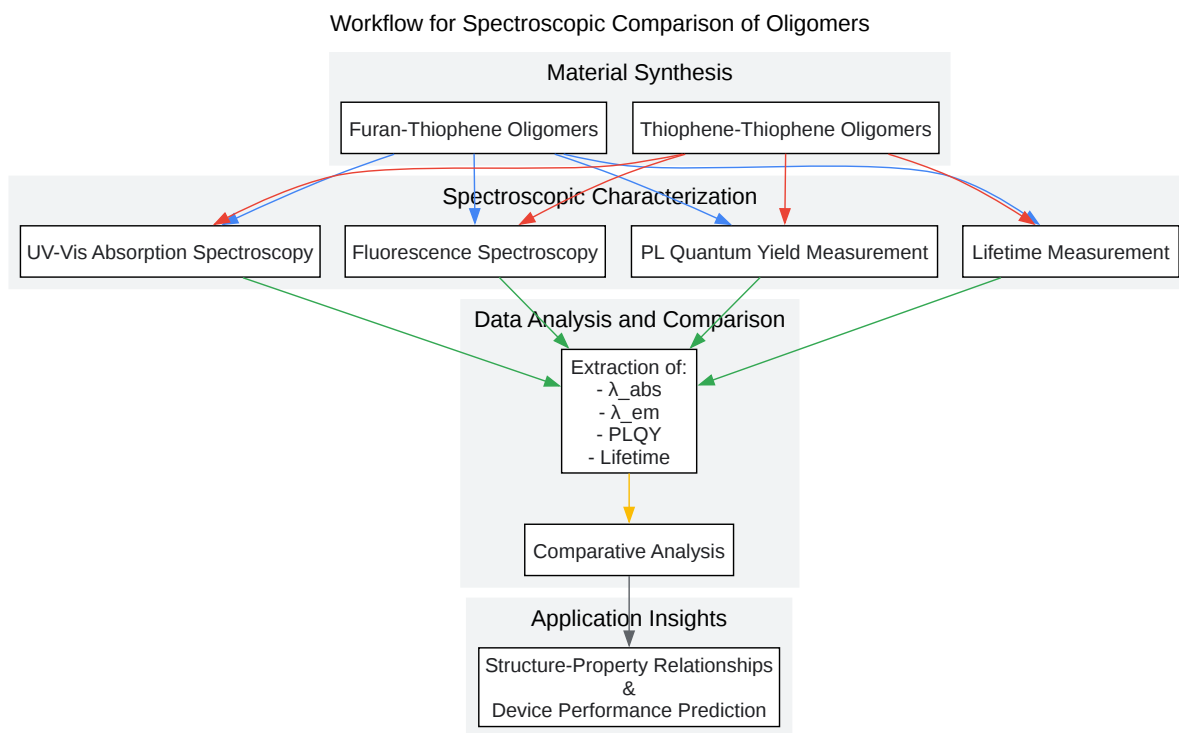 Workflow for Spectroscopic Comparison of Oligomers
Material Synthesis
Furan-Thiophene Oligomers
Thiophene-Thiophene Oligomers
Spectroscopic Characterization
UV-Vis Absorption Spectroscopy
Fluorescence Spectroscopy
PL Quantum Yield Measurement
Lifetime Measurement
Data Analysis and Comparison
Extraction of:
- λ_abs
- λ_em
- PLQY
- Lifetime
Comparative Analysis
Application Insights
Structure-Property Relationships
&
Device Performance Prediction